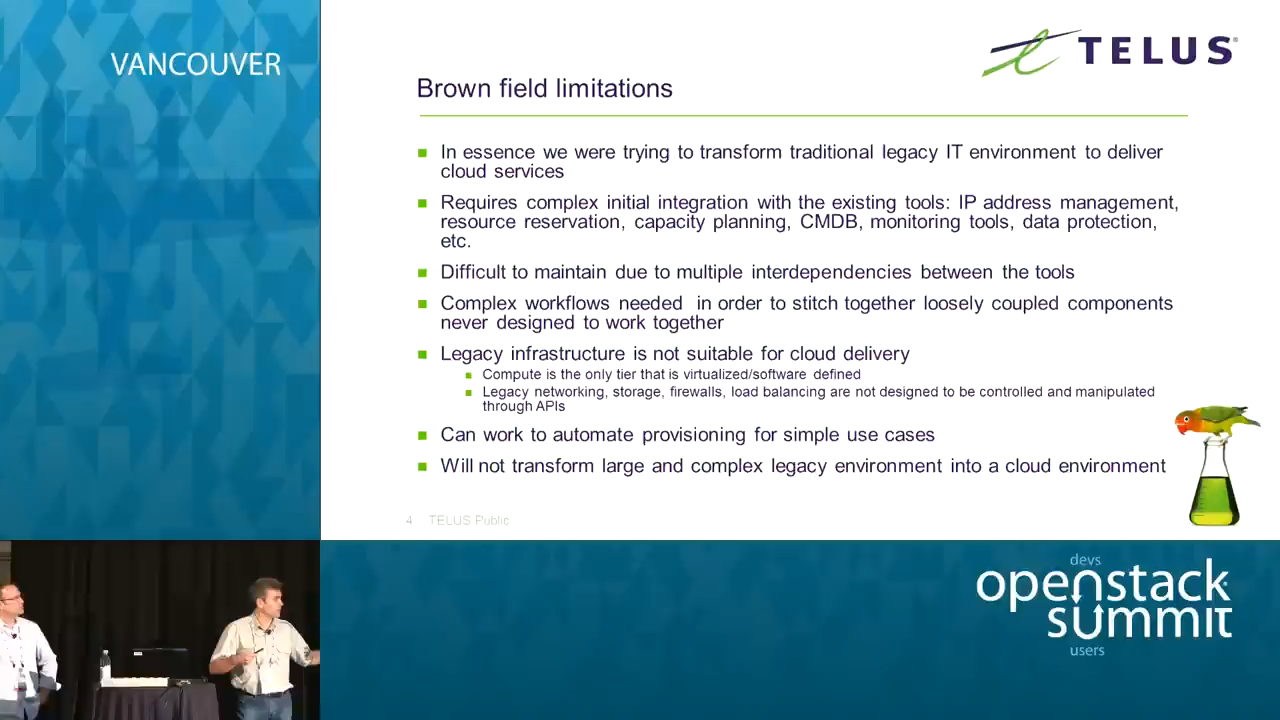 VANCOUVER
TELUS
Brown field limitations
In essence we were trying to transform traditional legacy IT environment to deliver
cloud services
Requires complex initial integration with the existing tools: IP address management,
resource reservation, capacity planning, CMDB, monitoring tools, data protection,
etc.
Difficult to maintain due to multiple interdependencies between the tools
Complex workflows needed in order to stitch together loosely coupled components
never designed to work together
Legacy infrastructure is not suitable for cloud delivery
Compute is the only tier that is virtualized/software defined
Legacy networking, storage, firewalls, load balancing are not designed to be controlled and manipulated
through APIs
Can work to automate provisioning for simple use cases
Will not transform large and complex legacy environment into a cloud environment
4 TELUS Public
devs
openstack
summit
users